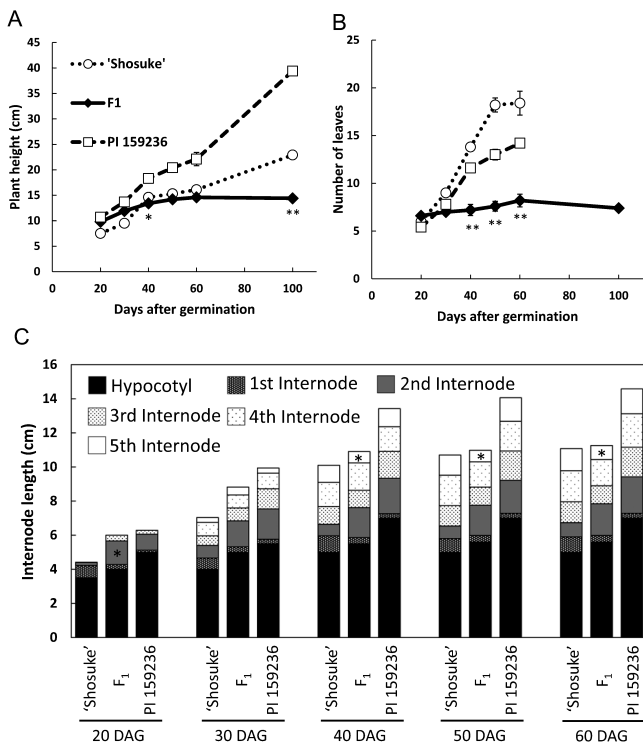 A
45
40
35
30
25
20
15
10
5
0
Plant height (cm)
'Shosuke'
F1
PI 159236
*
**
0 20 40 60 80 100
Days after germination
B
25
20
15
10
5
0
Number of leaves
** ** **
0 20 40 60 80 100
Days after germination
C
16
14
12
10
8
6
4
2
0
Internode length (cm)
Hypocotyl 1st Internode 2nd Internode
3rd Internode 4th Internode
5th Internode
* * * *
‘Shosuke’ F1 PI 159236 ‘Shosuke’ F1 PI 159236 ‘Shosuke’ F1 PI 159236 ‘Shosuke’ F1 PI 159236 ‘Shosuke’ F1 PI 159236
20 DAG 30 DAG 40 DAG 50 DAG 60 DAG